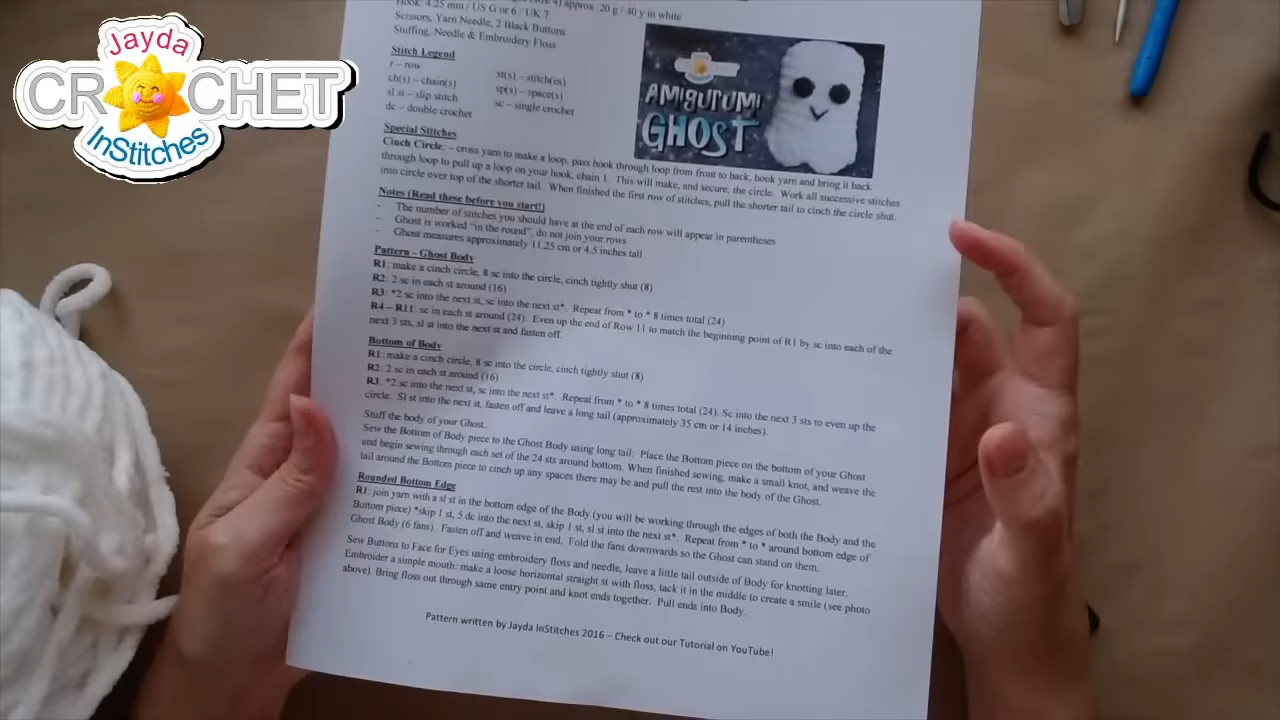 Jayda
CROCHET
InStitches
approx. 20 g / 40 y in white
Hook: 4.25 mm / US G or 6 / UK 7
Scissors, Yarn Needle, 2 Black Buttons
Stuffing, Needle & Embroidery Floss
Stitch Legend
r – row
ch(s) – chain(s)
sl st – slip stitch
dc – double crochet
st(s) – stitch(es)
sp(s) – space(s)
sc – single crochet
AMIGURUMI
GHOST
Special Stitches
Cinch Circle: – cross yarn to make a loop, pass hook through loop from front to back, hook yarn and bring it back
through loop to pull up a loop on your hook, chain 1. This will make, and secure, the circle. Work all successive stitches
into circle over top of the shorter tail. When finished the first row of stitches, pull the shorter tail to cinch the circle shut.
Notes (Read these before you start!)
- The number of stitches you should have at the end of each row will appear in parentheses
- Ghost is worked "in the round", do not join your rows
- Ghost measures approximately 11.25 cm or 4.5 inches tall
Pattern – Ghost Body
R1: make a cinch circle, 8 sc into the circle, cinch tightly shut (8)
R2: 2 sc in each st around (16)
R3: *2 sc into the next st, sc into the next st*. Repeat from * to * 8 times total (24)
R4 – R11: sc in each st around (24). Even up the end of Row 11 to match the beginning point of R1 by sc into each of the
next 3 sts, sl st into the next st and fasten off.
Bottom of Body
R1: make a cinch circle, 8 sc into the circle, cinch tightly shut (8)
R2: 2 sc in each st around (16)
R3: *2 sc into the next st, sc into the next st*. Repeat from * to * 8 times total (24). Sc into the next 3 sts to even up the
circle. Sl st into the next st, fasten off and leave a long tail (approximately 35 cm or 14 inches).
Stuff the body of your Ghost.
Sew the Bottom of Body piece to the Ghost Body using long tail: Place the Bottom piece on the bottom of your Ghost
and begin sewing through each set of the 24 sts around bottom. When finished sewing, make a small knot, and weave the
tail around the Bottom piece to cinch up any spaces there may be and pull the rest into the body of the Ghost.
Rounded Bottom Edge
R1: join yarn with a sl st in the bottom edge of the Body (you will be working through the edges of both the Body and the
Bottom piece) *skip 1 st, 5 dc into the next st, skip 1 st, sl st into the next st*. Repeat from * to * around bottom edge of
Ghost Body (6 fans). Fasten off and weave in end. Fold the fans downwards so the Ghost can stand on them.
Sew Buttons to Face for Eyes using embroidery floss and needle, leave a little tail outside of Body for knotting later.
Embroider a simple mouth: make a loose horizontal straight st with floss, tack it in the middle to create a smile (see photo
above). Bring floss out through same entry point and knot ends together. Pull ends into Body.
Pattern written by Jayda InStitches 2016 – Check out our Tutorial on YouTube!